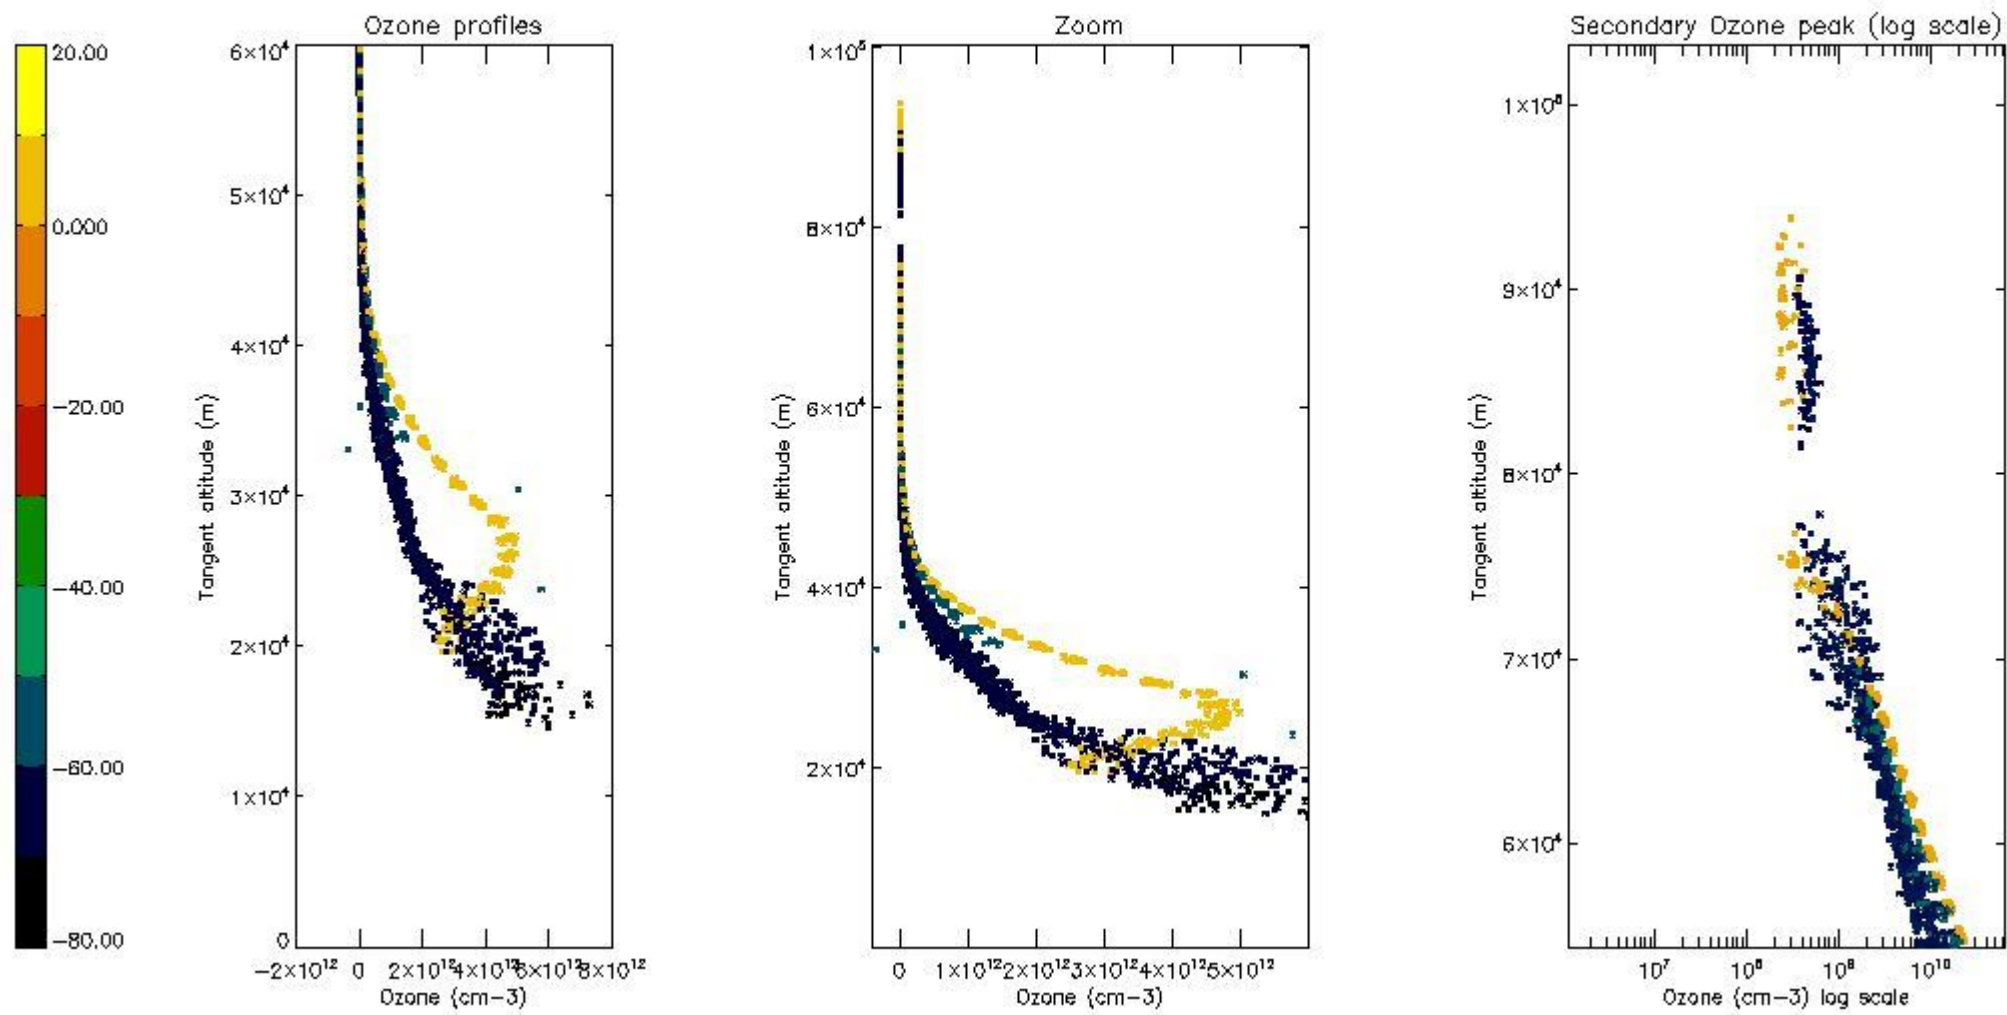 Ozone profiles
Zoom
Secondary Ozone peak (log scale)
20.00
0.000
−20.00
−40.00
−60.00
−80.00
6×10⁴
5×10⁴
4×10⁴
3×10⁴
2×10⁴
1×10⁴
0
Tangent altitude (m)
−2×10¹² 0 2×10¹² 4×10¹² 6×10¹² 8×10¹²
Ozone (cm−3)
1×10⁵
8×10⁴
6×10⁴
4×10⁴
2×10⁴
Tangent altitude (m)
0 1×10¹² 2×10¹² 3×10¹² 4×10¹² 5×10¹²
Ozone (cm−3)
1×10⁵
9×10⁴
8×10⁴
7×10⁴
6×10⁴
Tangent altitude (m)
10⁷ 10⁸ 10⁹ 10¹⁰
Ozone (cm−3) log scale